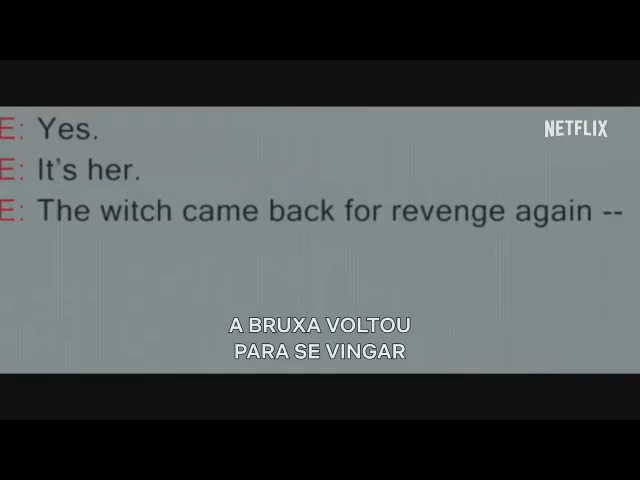 E: Yes.
NETFLIX
E: It's her.
E: The witch came back for revenge again --
A BRUXA VOLTOU
PARA SE VINGAR